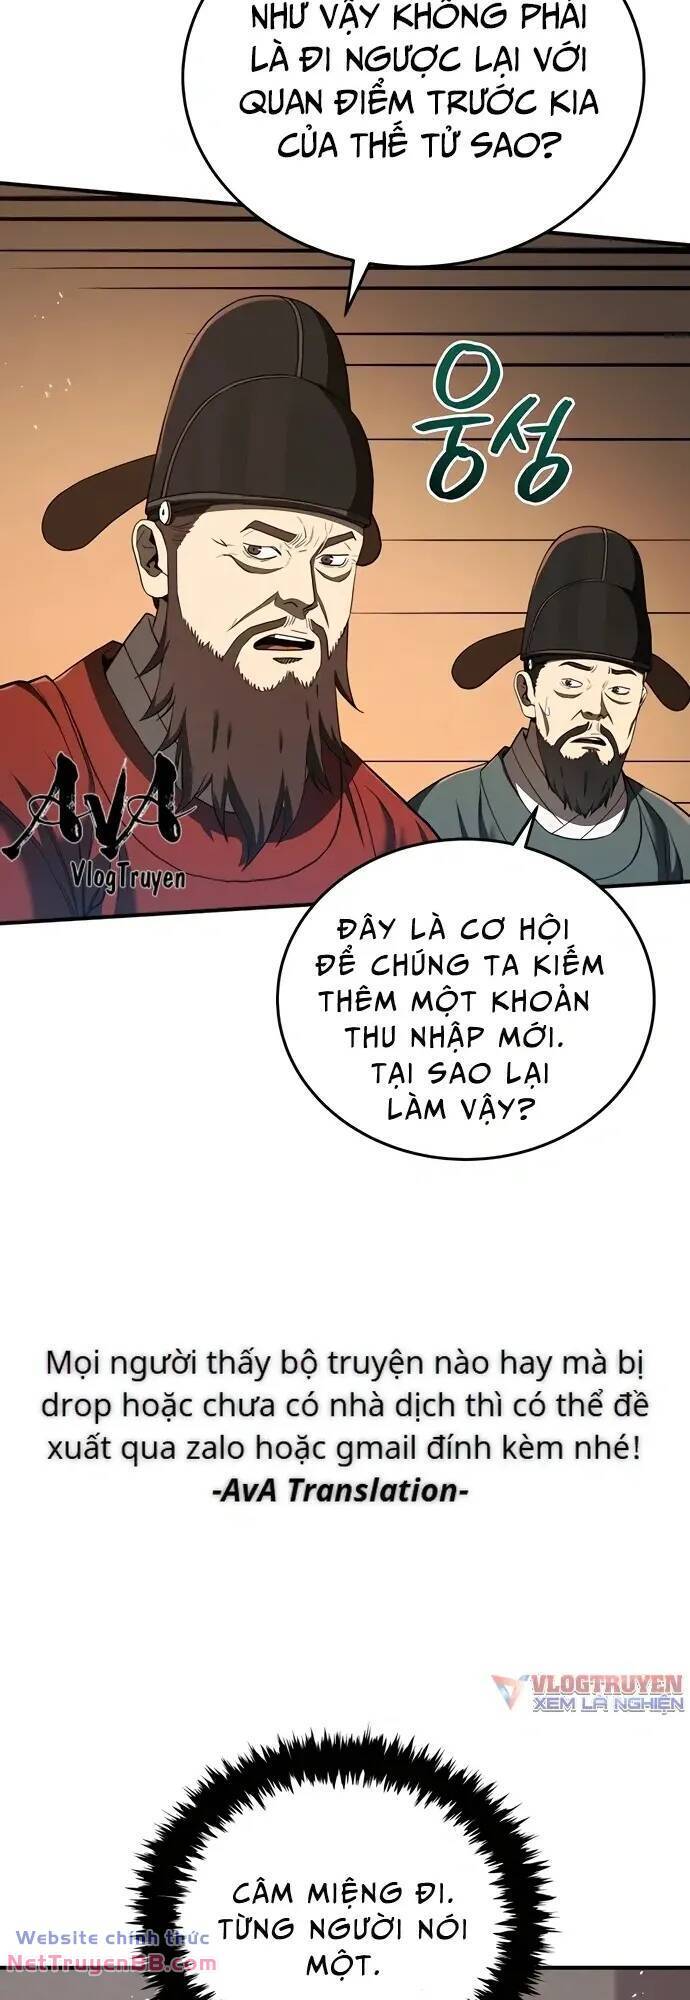 NHƯ VẬY KHÔNG PHẢI
LÀ ĐI NGƯỢC LẠI VỚI
QUAN ĐIỂM TRƯỚC KIA
CỦA THẾ TỬ SAO?
웅성
AvA
VlogTruyen
ĐÂY LÀ CƠ HỘI
ĐỂ CHÚNG TA KIẾM
THÊM MỘT KHOẢN
THU NHẬP MỚI.
TẠI SAO LẠI
LÀM VẬY?
Mọi người thấy bộ truyện nào hay mà bị
drop hoặc chưa có nhà dịch thì có thể đề
xuất qua zalo hoặc gmail đính kèm nhé!
-AvA Translation-
VLOGTRUYEN
XEM LÀ NGHIỆN
CÂM MIỆNG ĐI.
TỪNG NGƯỜI NÓI
MỘT.
Website chính thức
NetTruyenBB.com